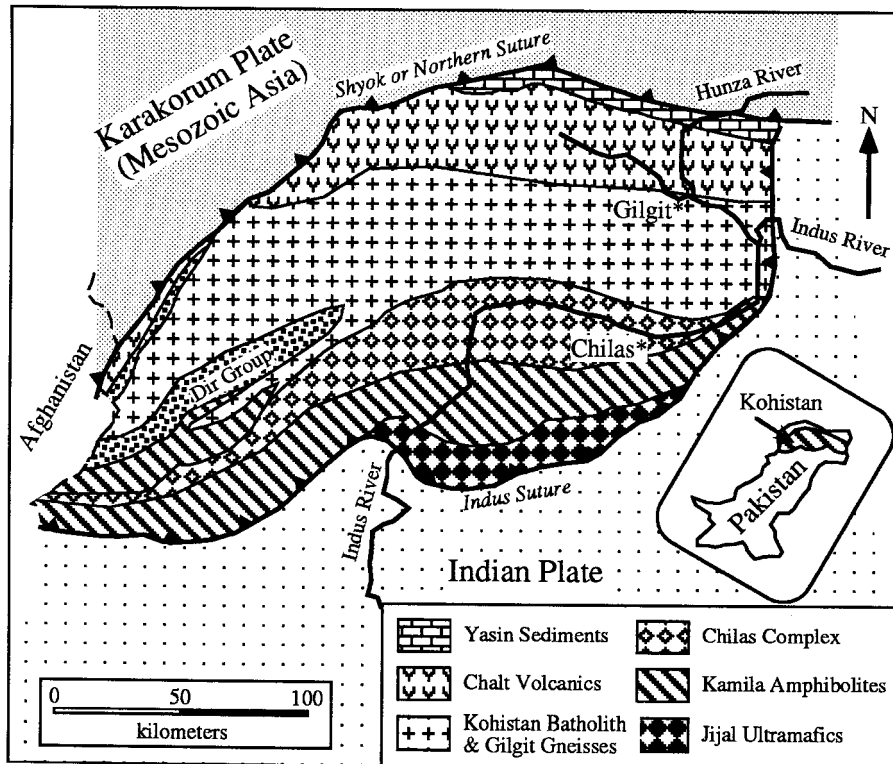 Karakorum Plate
(Mesozoic Asia)
Shyok or Northern Suture
Hunza River
N
Gilgit*
Indus River
Chilas*
Dir Group
Afghanistan
Kohistan
Pakistan
Indus River
Indus Suture
Indian Plate
Yasin Sediments
Chilas Complex
Chalt Volcanics
Kamila Amphibolites
Kohistan Batholith
& Gilgit Gneisses
Jijal Ultramafics
0 50 100
kilometers